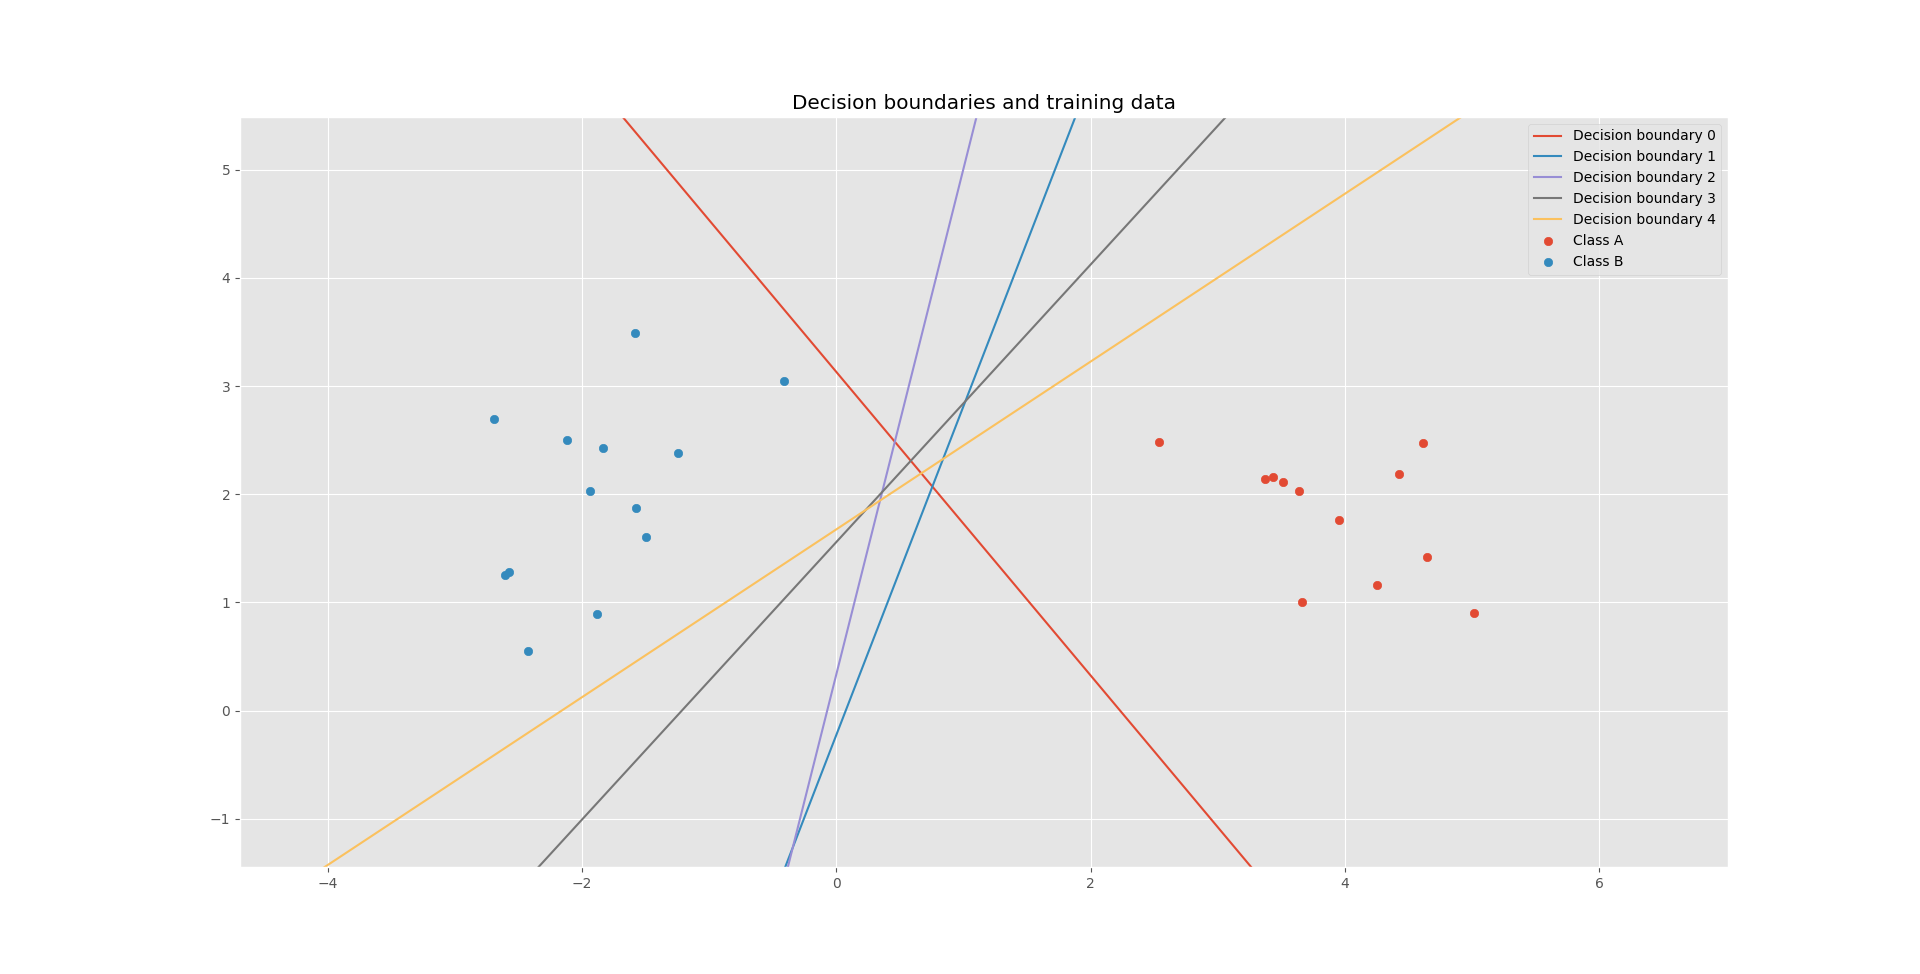 Decision boundaries and training data
Decision boundary 0
Decision boundary 1
Decision boundary 2
Decision boundary 3
Decision boundary 4
Class A
Class B
5
4
3
2
1
0
−1
−4
−2
0
2
4
6